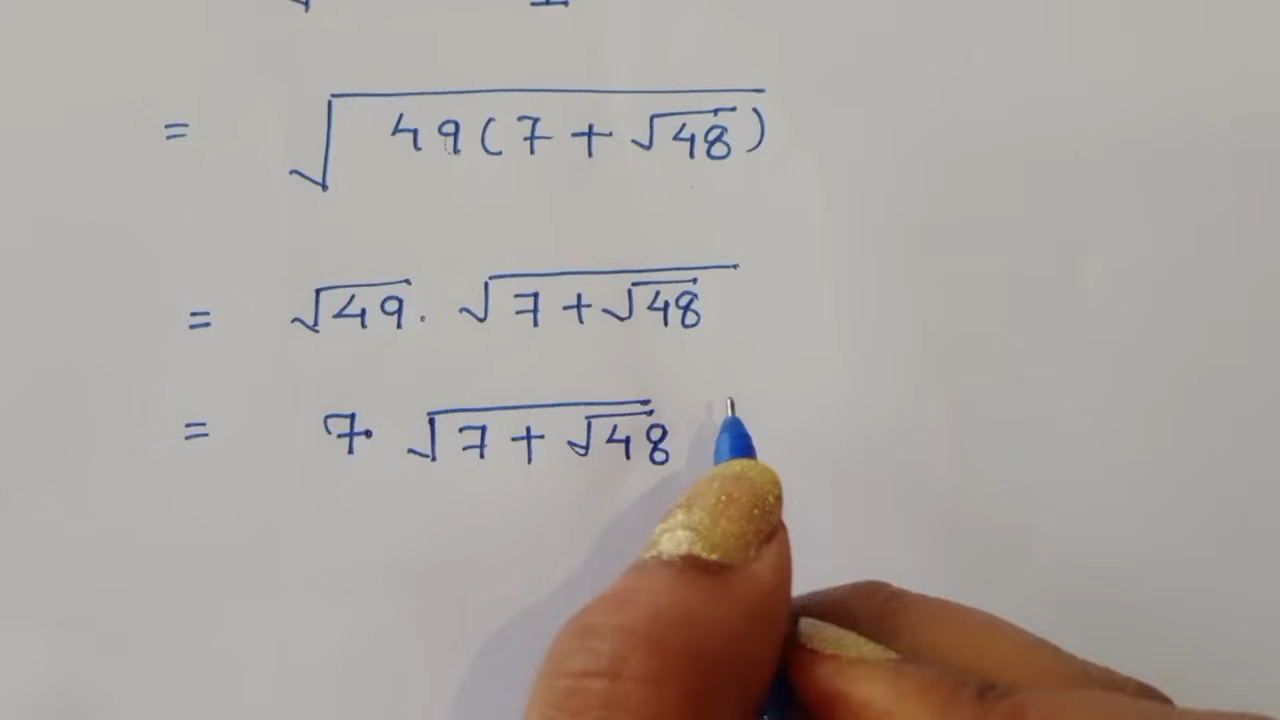 = √(49(7 + √48))
= √49 . √(7 + √48)
= 7. √(7 + √48)